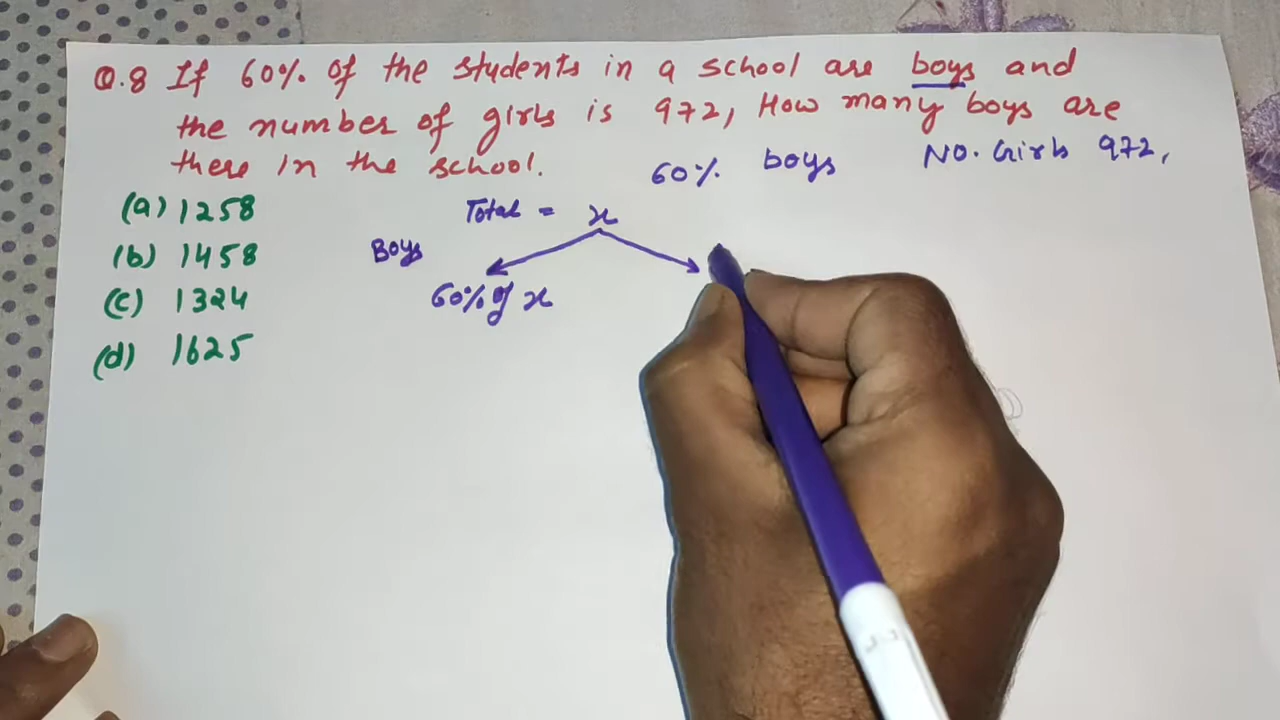 Q.8 If 60% of the students in a school are boys and
the number of girls is 972, How many boys are
there in the school.
60% boys NO. Girls 972,
(a) 1258
Total = x
(b) 1458
Boys
(c) 1324
60% of x
(d) 1625